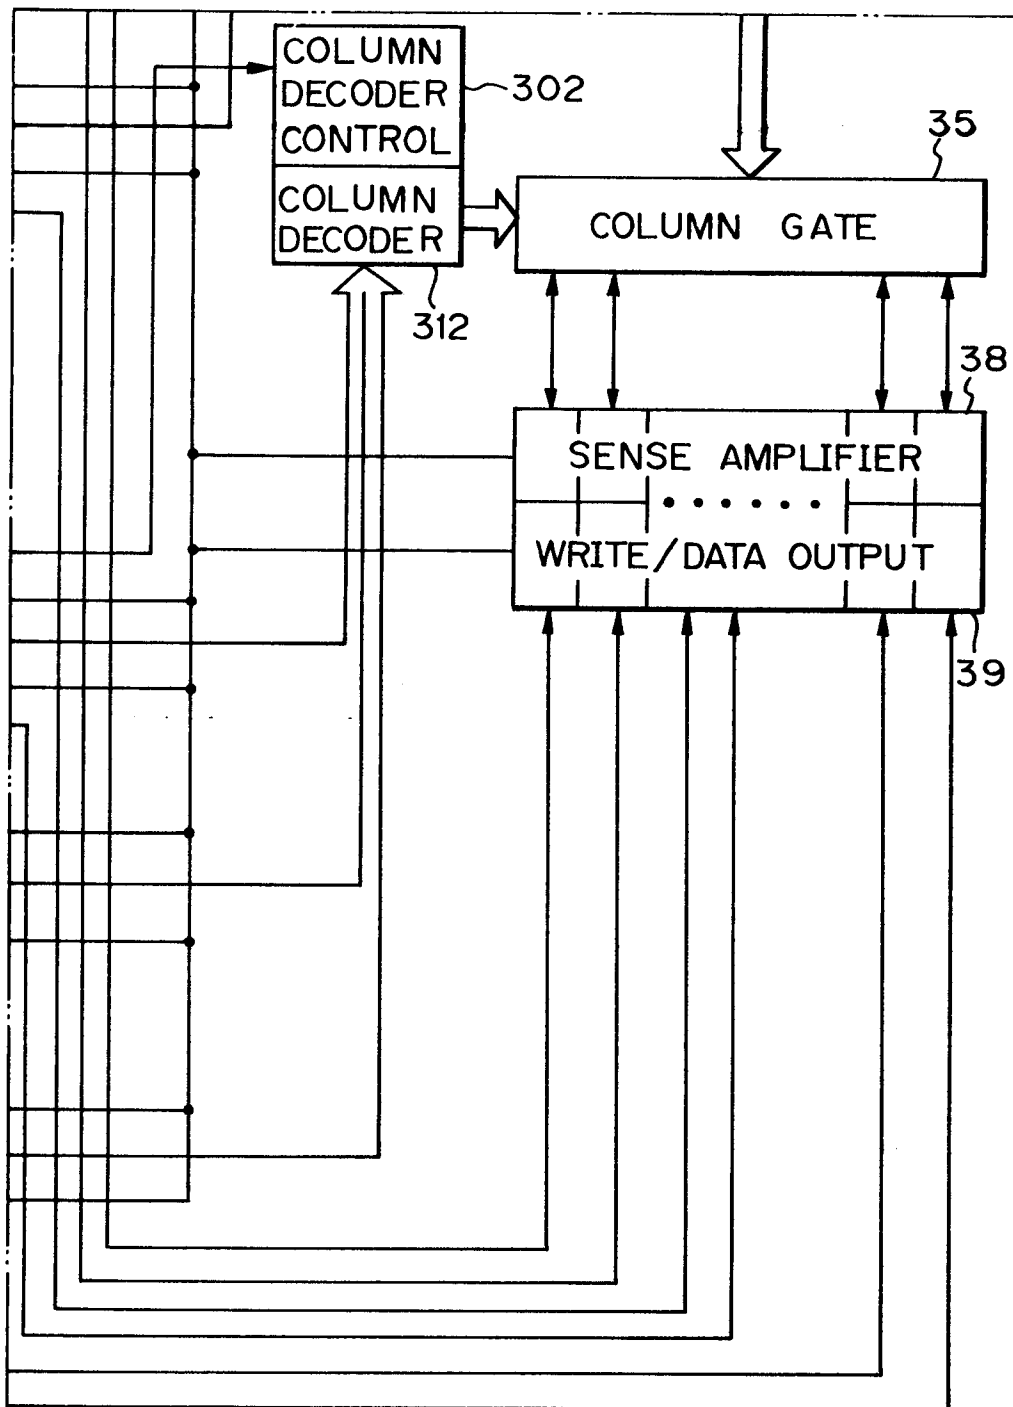 COLUMN
DECODER
CONTROL
302
COLUMN
DECODER
312
35
COLUMN GATE
38
SENSE AMPLIFIER
WRITE/DATA OUTPUT
39